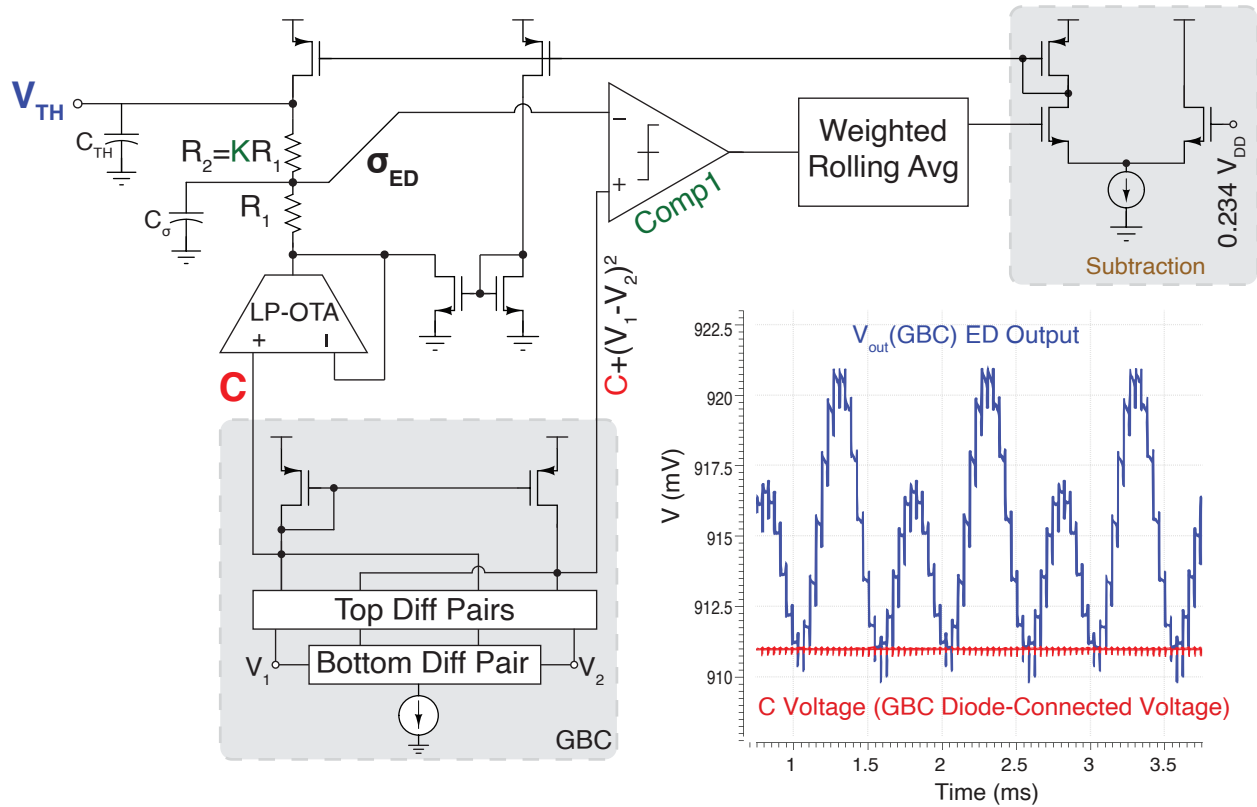 V_TH
C_TH
R_2=KR_1
σ_ED
C_σ
R_1
LP-OTA
+
−
C
−
+
Comp1
C+(V_1-V_2)^2
Weighted
Rolling Avg
0.234 V_DD
Subtraction
Top Diff Pairs
V_1
Bottom Diff Pair
V_2
GBC
V_out(GBC) ED Output
922.5
920
917.5
915
912.5
910
V (mV)
C Voltage (GBC Diode-Connected Voltage)
1
1.5
2
2.5
3
3.5
Time (ms)